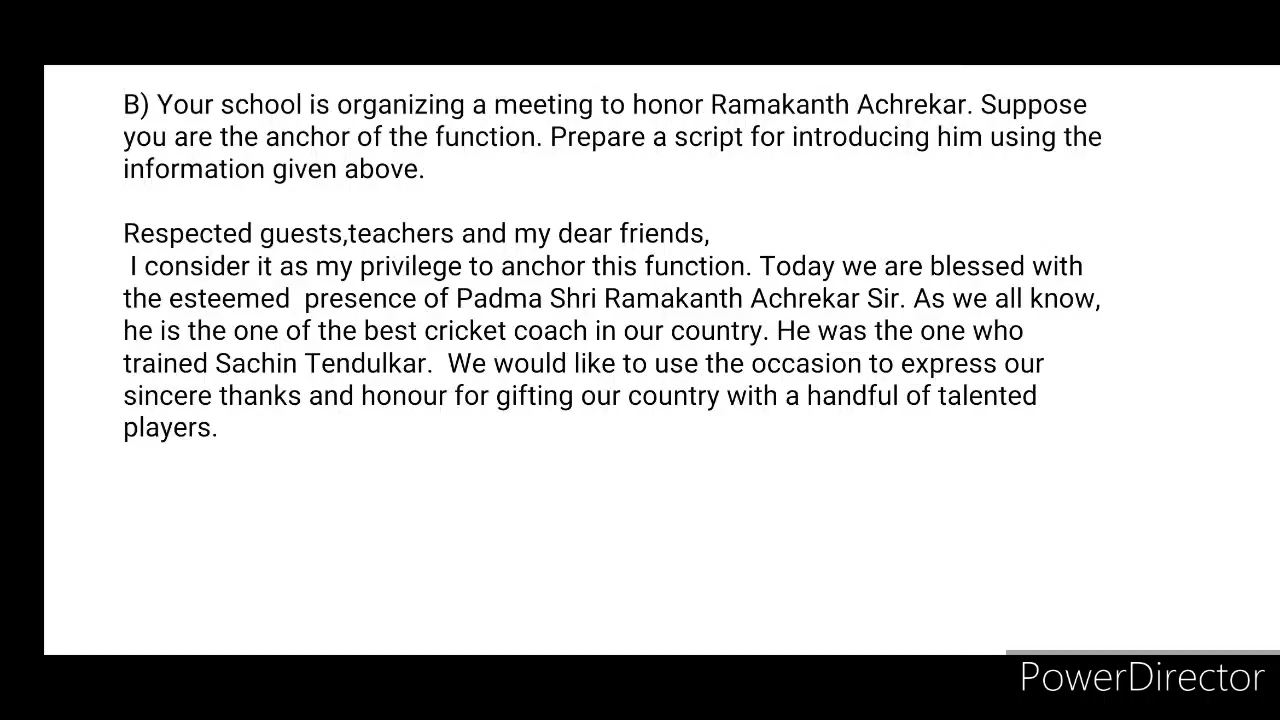 B) Your school is organizing a meeting to honor Ramakanth Achrekar. Suppose
you are the anchor of the function. Prepare a script for introducing him using the
information given above.
Respected guests,teachers and my dear friends,
I consider it as my privilege to anchor this function. Today we are blessed with
the esteemed  presence of Padma Shri Ramakanth Achrekar Sir. As we all know,
he is the one of the best cricket coach in our country. He was the one who
trained Sachin Tendulkar.  We would like to use the occasion to express our
sincere thanks and honour for gifting our country with a handful of talented
players.
PowerDirector